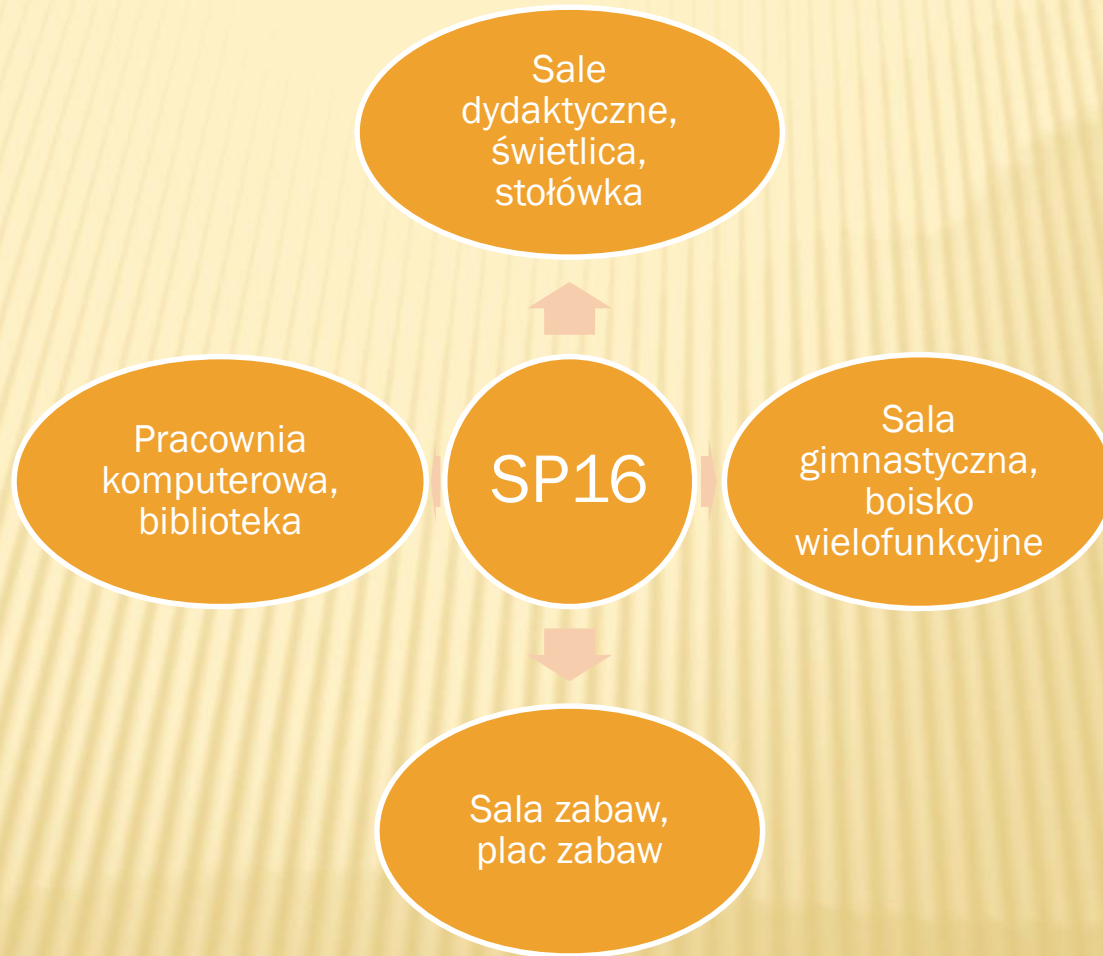 Sale
dydaktyczne,
świetlica,
stołówka
Pracownia
komputerowa,
biblioteka
SP16
Sala
gimnastyczna,
boisko
wielofunkcyjne
Sala zabaw,
plac zabaw